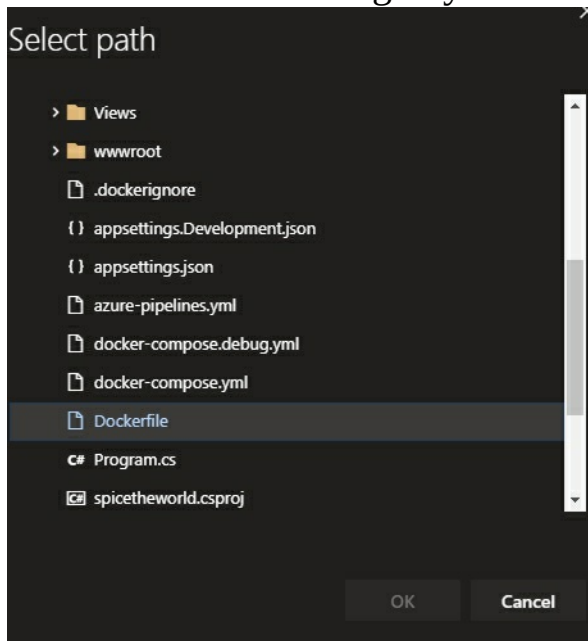 Select path
Views
wwwroot
.dockerignore
{ } appsettings.Development.json
{ } appsettings.json
azure-pipelines.yml
docker-compose.debug.yml
docker-compose.yml
Dockerfile
C# Program.cs
C# spicetheworld.csproj
OK Cancel